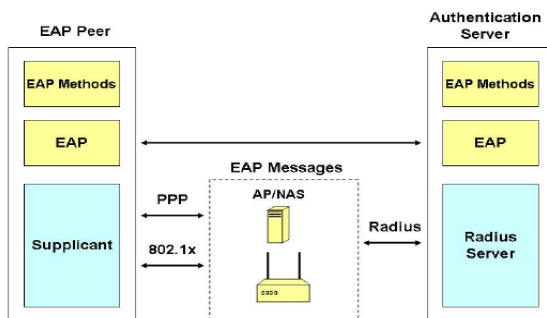 EAP Peer
Authentication
Server
EAP Methods
EAP Methods
EAP
EAP
EAP Messages
PPP
AP/NAS
Supplicant
802.1x
Radius
Radius
Server